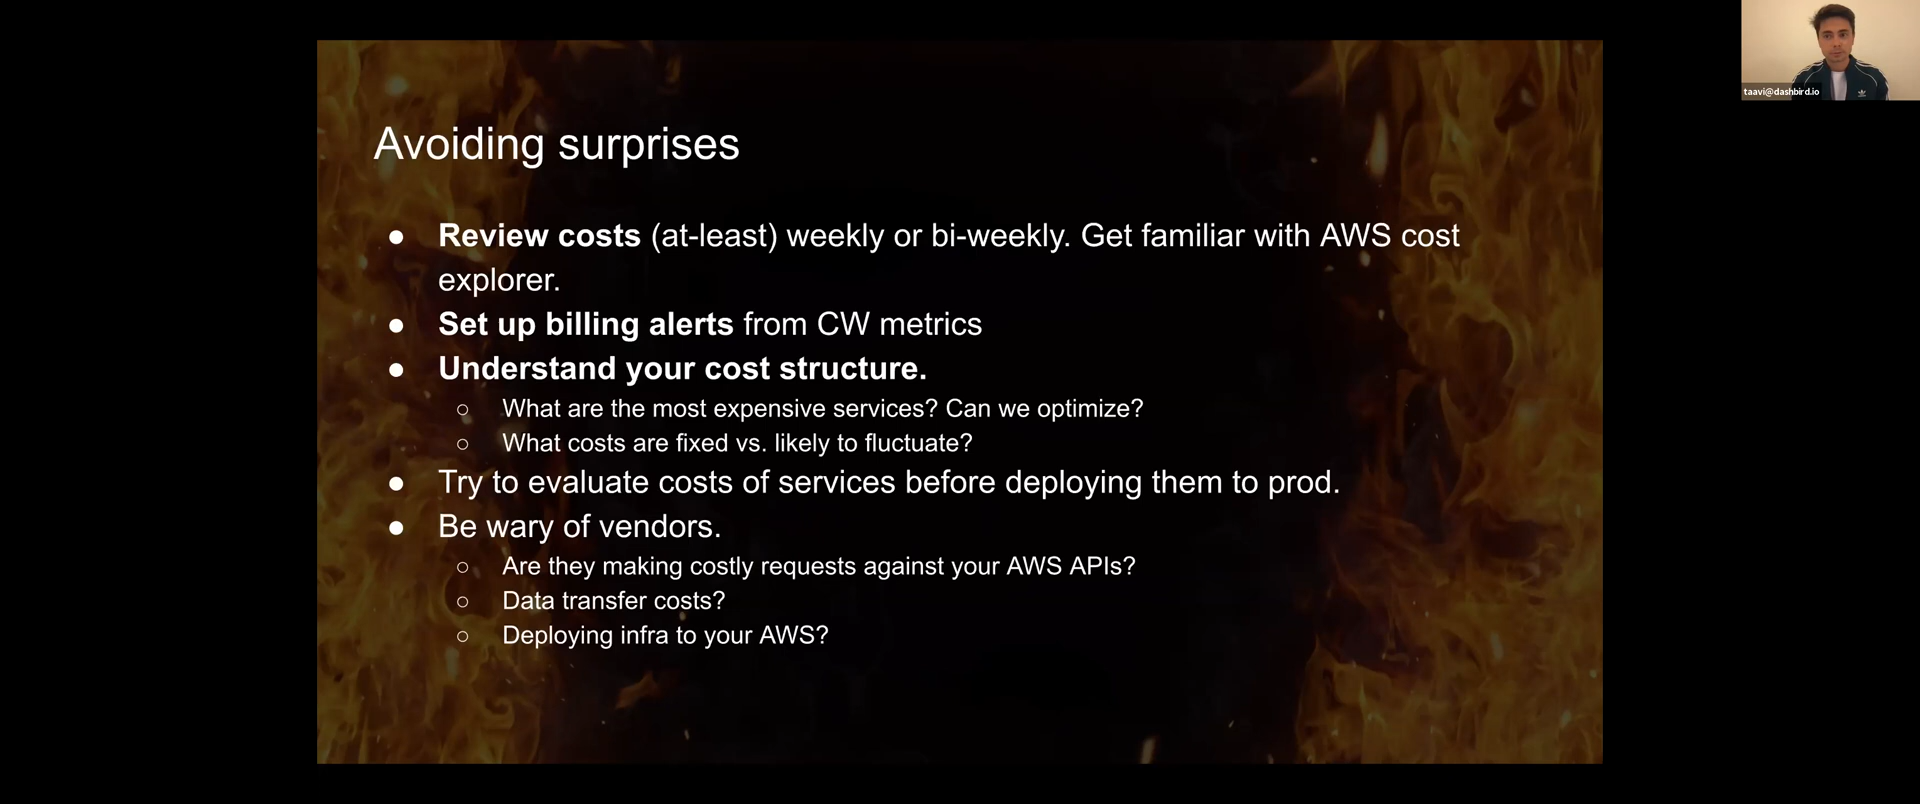 Avoiding surprises
● Review costs (at-least) weekly or bi-weekly. Get familiar with AWS cost
explorer.
● Set up billing alerts from CW metrics
● Understand your cost structure.
○ What are the most expensive services? Can we optimize?
○ What costs are fixed vs. likely to fluctuate?
● Try to evaluate costs of services before deploying them to prod.
● Be wary of vendors.
○ Are they making costly requests against your AWS APIs?
○ Data transfer costs?
○ Deploying infra to your AWS?
taavi@dashbird.io